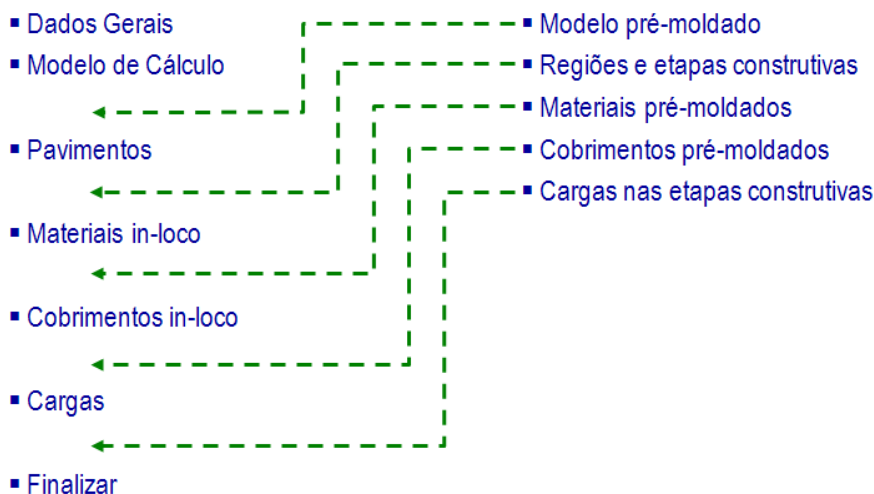 ▪ Dados Gerais
▪ Modelo de Cálculo
▪ Pavimentos
▪ Materiais in-loco
▪ Cobrimentos in-loco
▪ Cargas
▪ Finalizar
▪ Modelo pré-moldado
▪ Regiões e etapas construtivas
▪ Materiais pré-moldados
▪ Cobrimentos pré-moldados
▪ Cargas nas etapas construtivas